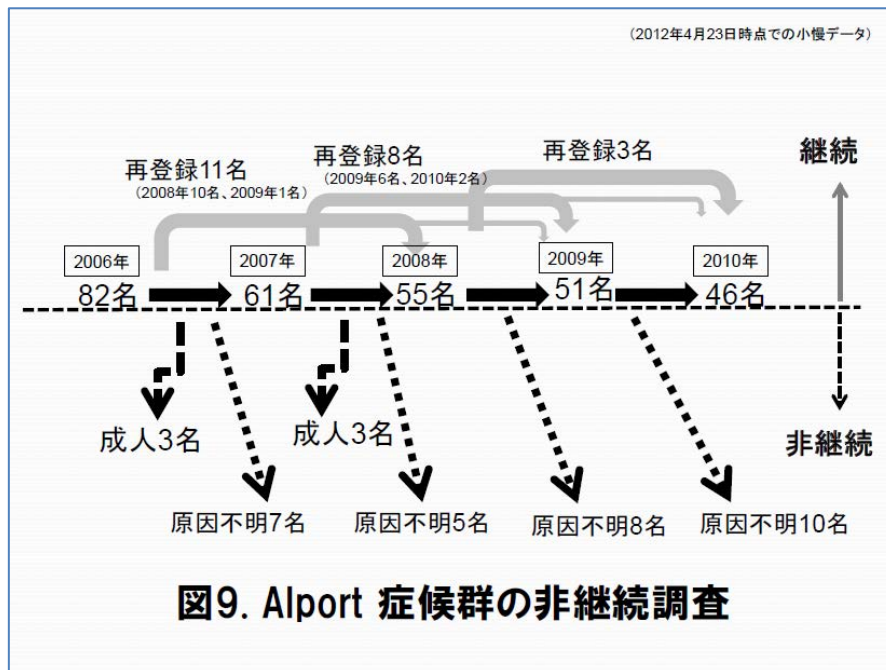 (2012年4月23日時点での小慢データ)
再登録11名
(2008年10名、2009年1名)
再登録8名
(2009年6名、2010年2名)
再登録3名
継続
2006年
2007年
2008年
2009年
2010年
82名
61名
55名
51名
46名
成人3名
成人3名
非継続
原因不明7名
原因不明5名
原因不明8名
原因不明10名
図9. Alport 症候群の非継続調査